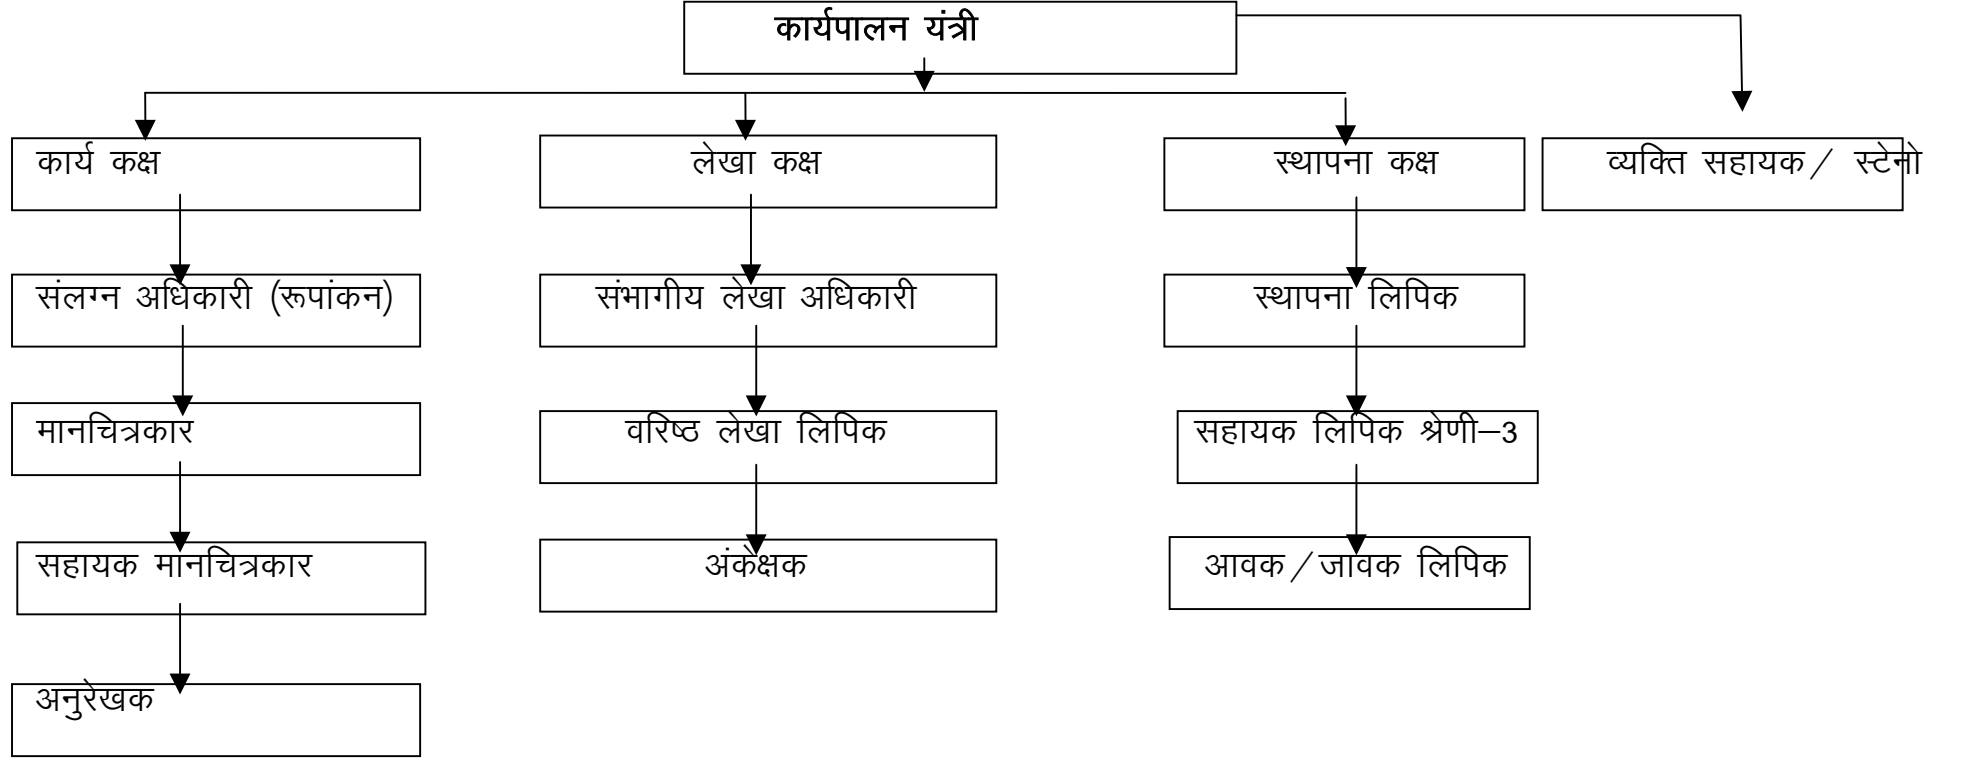 कार्यपालन यंत्री
कार्य कक्ष
लेखा कक्ष
स्थापना कक्ष
व्यक्ति सहायक / स्टेनो
संलग्न अधिकारी (रूपांकन)
संभागीय लेखा अधिकारी
स्थापना लिपिक
मानचित्रकार
वरिष्ठ लेखा लिपिक
सहायक लिपिक श्रेणी–3
सहायक मानचित्रकार
अंकेक्षक
आवक / जावक लिपिक
अनुरेखक